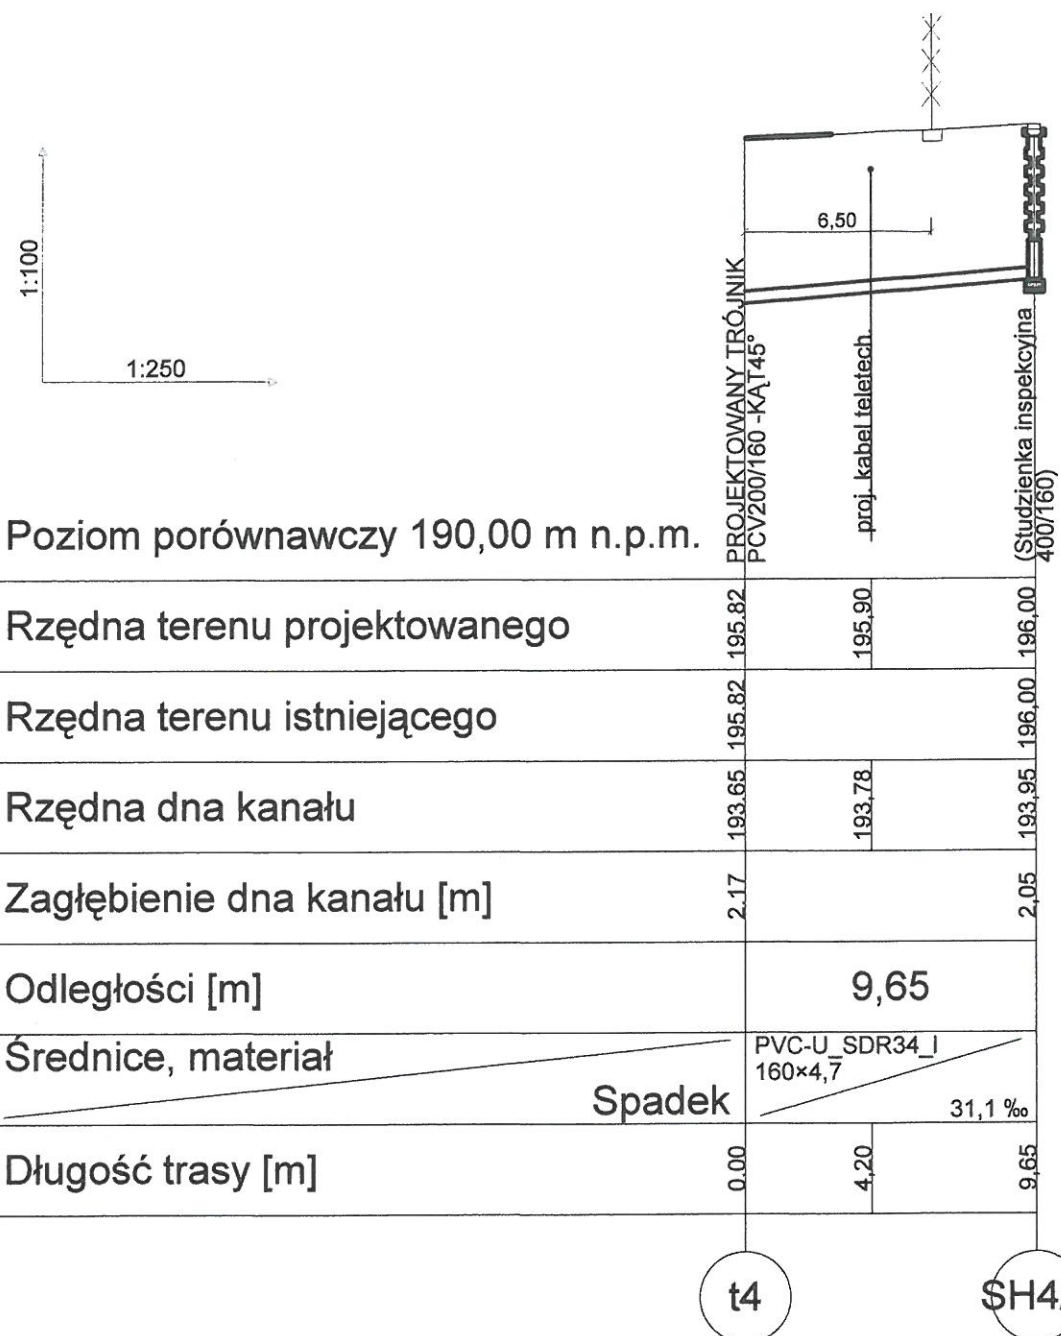 1:100
1:250
6,50
PROJEKTOWANY TRÓJNIK
PCV200/160 -KĄT45°
proj. kabel teletech.
(Studzienka inspekcyjna
400/160)
Poziom porównawczy 190,00 m n.p.m.
Rzędna terenu projektowanego 195.82 195,90 196,00
Rzędna terenu istniejącego 195.82 196,00
Rzędna dna kanału 193.65 193,78 193,95
Zagłębienie dna kanału [m] 2.17 2,05
Odległości [m] 9,65
Średnice, materiał PVC-U_SDR34_l
160×4,7
Spadek 31,1 ‰
Długość trasy [m] 0.00 4,20 9,65
t4 SH4